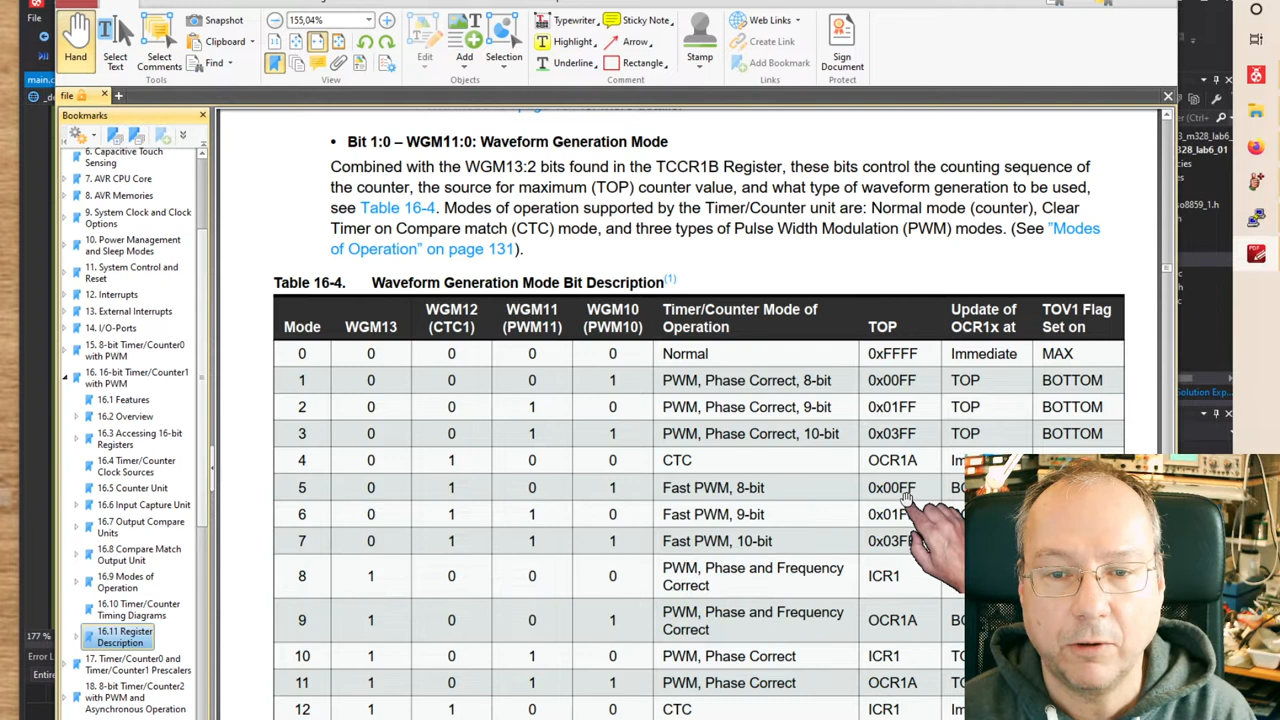 File
Hand
Select
Text
Select
Comments
Snapshot
Clipboard
Find
Tools
155,04%
View
Edit
Add
Selection
Objects
Typewriter
Sticky Note
Highlight
Arrow
Underline
Rectangle
Comment
Stamp
Web Links
Create Link
Add Bookmark
Links
Sign
Document
Protect
main.c
file
Bookmarks
6. Capacitive Touch
Sensing
7. AVR CPU Core
8. AVR Memories
9. System Clock and Clock
Options
10. Power Management
and Sleep Modes
11. System Control and
Reset
12. Interrupts
13. External Interrupts
14. I/O-Ports
15. 8-bit Timer/Counter0
with PWM
16. 16-bit Timer/Counter1
with PWM
16.1 Features
16.2 Overview
16.3 Accessing 16-bit
Registers
16.4 Timer/Counter
Clock Sources
16.5 Counter Unit
16.6 Input Capture Unit
16.7 Output Compare
Units
16.8 Compare Match
Output Unit
16.9 Modes of
Operation
16.10 Timer/Counter
Timing Diagrams
16.11 Register
Description
17. Timer/Counter0 and
Timer/Counter1 Prescalers
18. 8-bit Timer/Counter2
with PWM and
Asynchronous Operation
177 %
Error L
Entire
• Bit 1:0 – WGM11:0: Waveform Generation Mode
Combined with the WGM13:2 bits found in the TCCR1B Register, these bits control the counting sequence of
the counter, the source for maximum (TOP) counter value, and what type of waveform generation to be used,
see Table 16-4. Modes of operation supported by the Timer/Counter unit are: Normal mode (counter), Clear
Timer on Compare match (CTC) mode, and three types of Pulse Width Modulation (PWM) modes. (See "Modes
of Operation" on page 131).
Table 16-4. Waveform Generation Mode Bit Description(1)
Mode WGM13 WGM12 (CTC1) WGM11 (PWM11) WGM10 (PWM10) Timer/Counter Mode of Operation TOP Update of OCR1x at TOV1 Flag Set on
0 0 0 0 0 Normal 0xFFFF Immediate MAX
1 0 0 0 1 PWM, Phase Correct, 8-bit 0x00FF TOP BOTTOM
2 0 0 1 0 PWM, Phase Correct, 9-bit 0x01FF TOP BOTTOM
3 0 0 1 1 PWM, Phase Correct, 10-bit 0x03FF TOP BOTTOM
4 0 1 0 0 CTC OCR1A Im
5 0 1 0 1 Fast PWM, 8-bit 0x00FF BO
6 0 1 1 0 Fast PWM, 9-bit 0x01F
7 0 1 1 1 Fast PWM, 10-bit 0x03FF
8 1 0 0 0 PWM, Phase and Frequency Correct ICR1
9 1 0 0 1 PWM, Phase and Frequency Correct OCR1A
10 1 0 1 0 PWM, Phase Correct ICR1
11 1 0 1 1 PWM, Phase Correct OCR1A
12 1 1 0 0 CTC ICR1
(Ctrl+)
_m328_lab6_
m328_lab6_01
cies
so8859_1.h
Solution Exp...